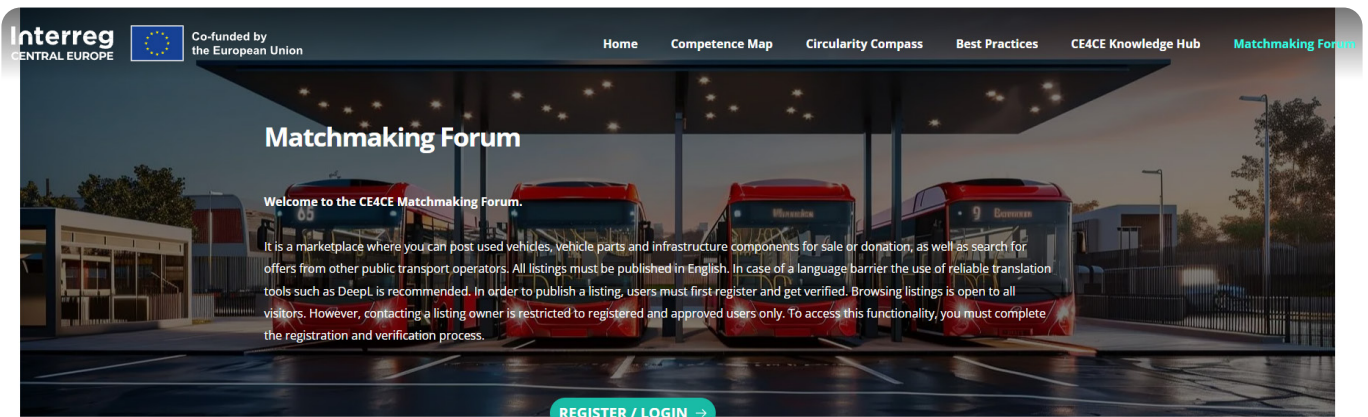 Interreg
CENTRAL EUROPE
Co-funded by
the European Union
Home
Competence Map
Circularity Compass
Best Practices
CE4CE Knowledge Hub
Matchmaking Forum
Matchmaking Forum
Welcome to the CE4CE Matchmaking Forum.
It is a marketplace where you can post used vehicles, vehicle parts and infrastructure components for sale or donation, as well as search for
offers from other public transport operators. All listings must be published in English. In case of a language barrier the use of reliable translation
tools such as DeepL is recommended. In order to publish a listing, users must first register and get verified. Browsing listings is open to all
visitors. However, contacting a listing owner is restricted to registered and approved users only. To access this functionality, you must complete
the registration and verification process.
REGISTER / LOGIN →